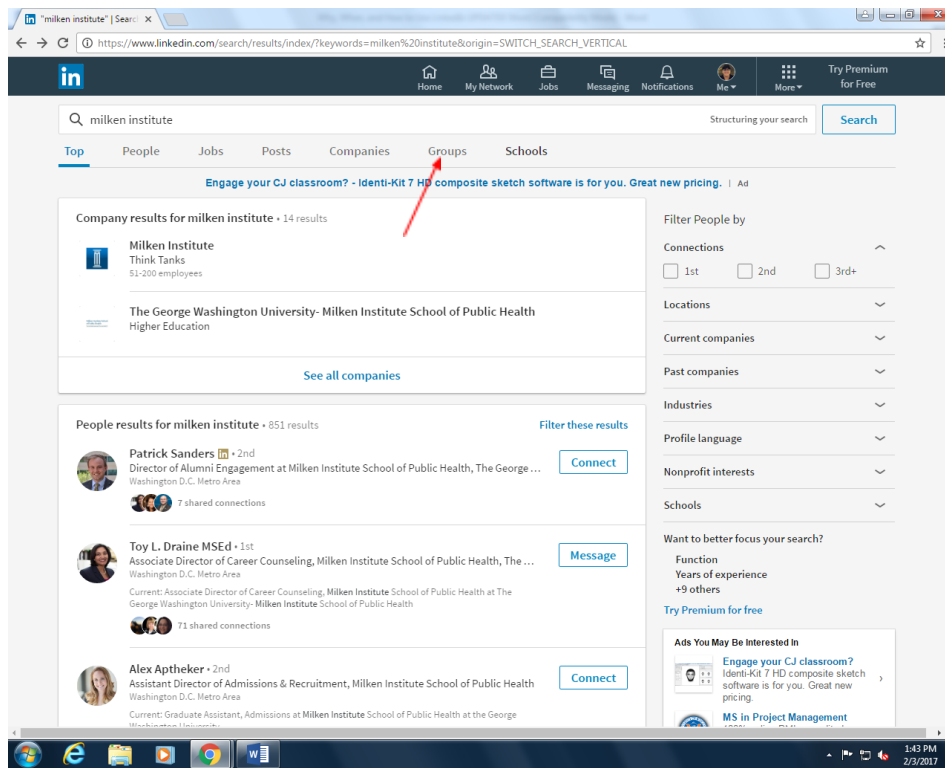 "milken institute" | Searc
https://www.linkedin.com/search/results/index/?keywords=milken%20institute&origin=SWITCH_SEARCH_VERTICAL
in
Home
My Network
Jobs
Messaging
Notifications
Me
More
Try Premium
for Free
milken institute
Structuring your search
Search
Top
People
Jobs
Posts
Companies
Groups
Schools
Engage your CJ classroom? - Identi-Kit 7 HD composite sketch software is for you. Great new pricing. | Ad
Company results for milken institute • 14 results
Milken Institute
Think Tanks
51-200 employees
The George Washington University- Milken Institute School of Public Health
Higher Education
See all companies
People results for milken institute • 851 results
Filter these results
Patrick Sanders in • 2nd
Director of Alumni Engagement at Milken Institute School of Public Health, The George ...
Washington D.C. Metro Area
7 shared connections
Connect
Toy L. Draine MSEd • 1st
Associate Director of Career Counseling, Milken Institute School of Public Health, The ...
Washington D.C. Metro Area
Current: Associate Director of Career Counseling, Milken Institute School of Public Health at The
George Washington University- Milken Institute School of Public Health
71 shared connections
Message
Alex Aptheker • 2nd
Assistant Director of Admissions & Recruitment, Milken Institute School of Public Health
Washington D.C. Metro Area
Current: Graduate Assistant, Admissions at Milken Institute School of Public Health at the George
Washington University
Connect
Filter People by
Connections
1st
2nd
3rd+
Locations
Current companies
Past companies
Industries
Profile language
Nonprofit interests
Schools
Want to better focus your search?
Function
Years of experience
+9 others
Try Premium for free
Ads You May Be Interested In
Engage your CJ classroom?
Identi-Kit 7 HD composite sketch
software is for you. Great new
pricing.
MS in Project Management
1:43 PM
2/3/2017